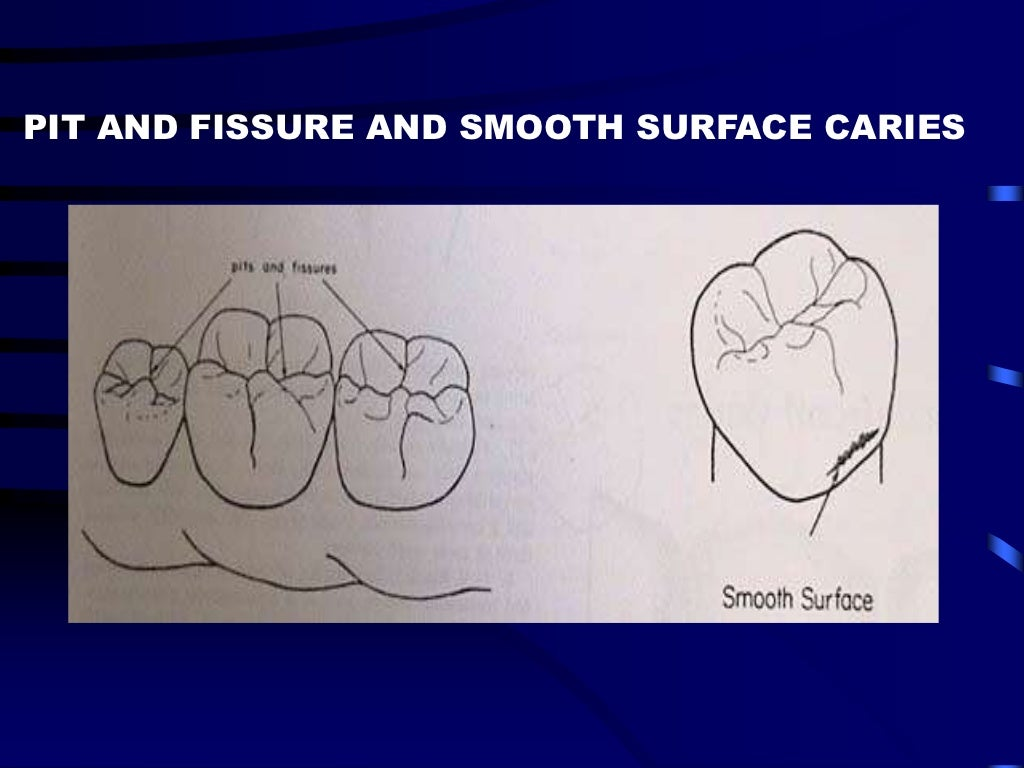 PIT AND FISSURE AND SMOOTH SURFACE CARIES
pits and fissures
Smooth Surface